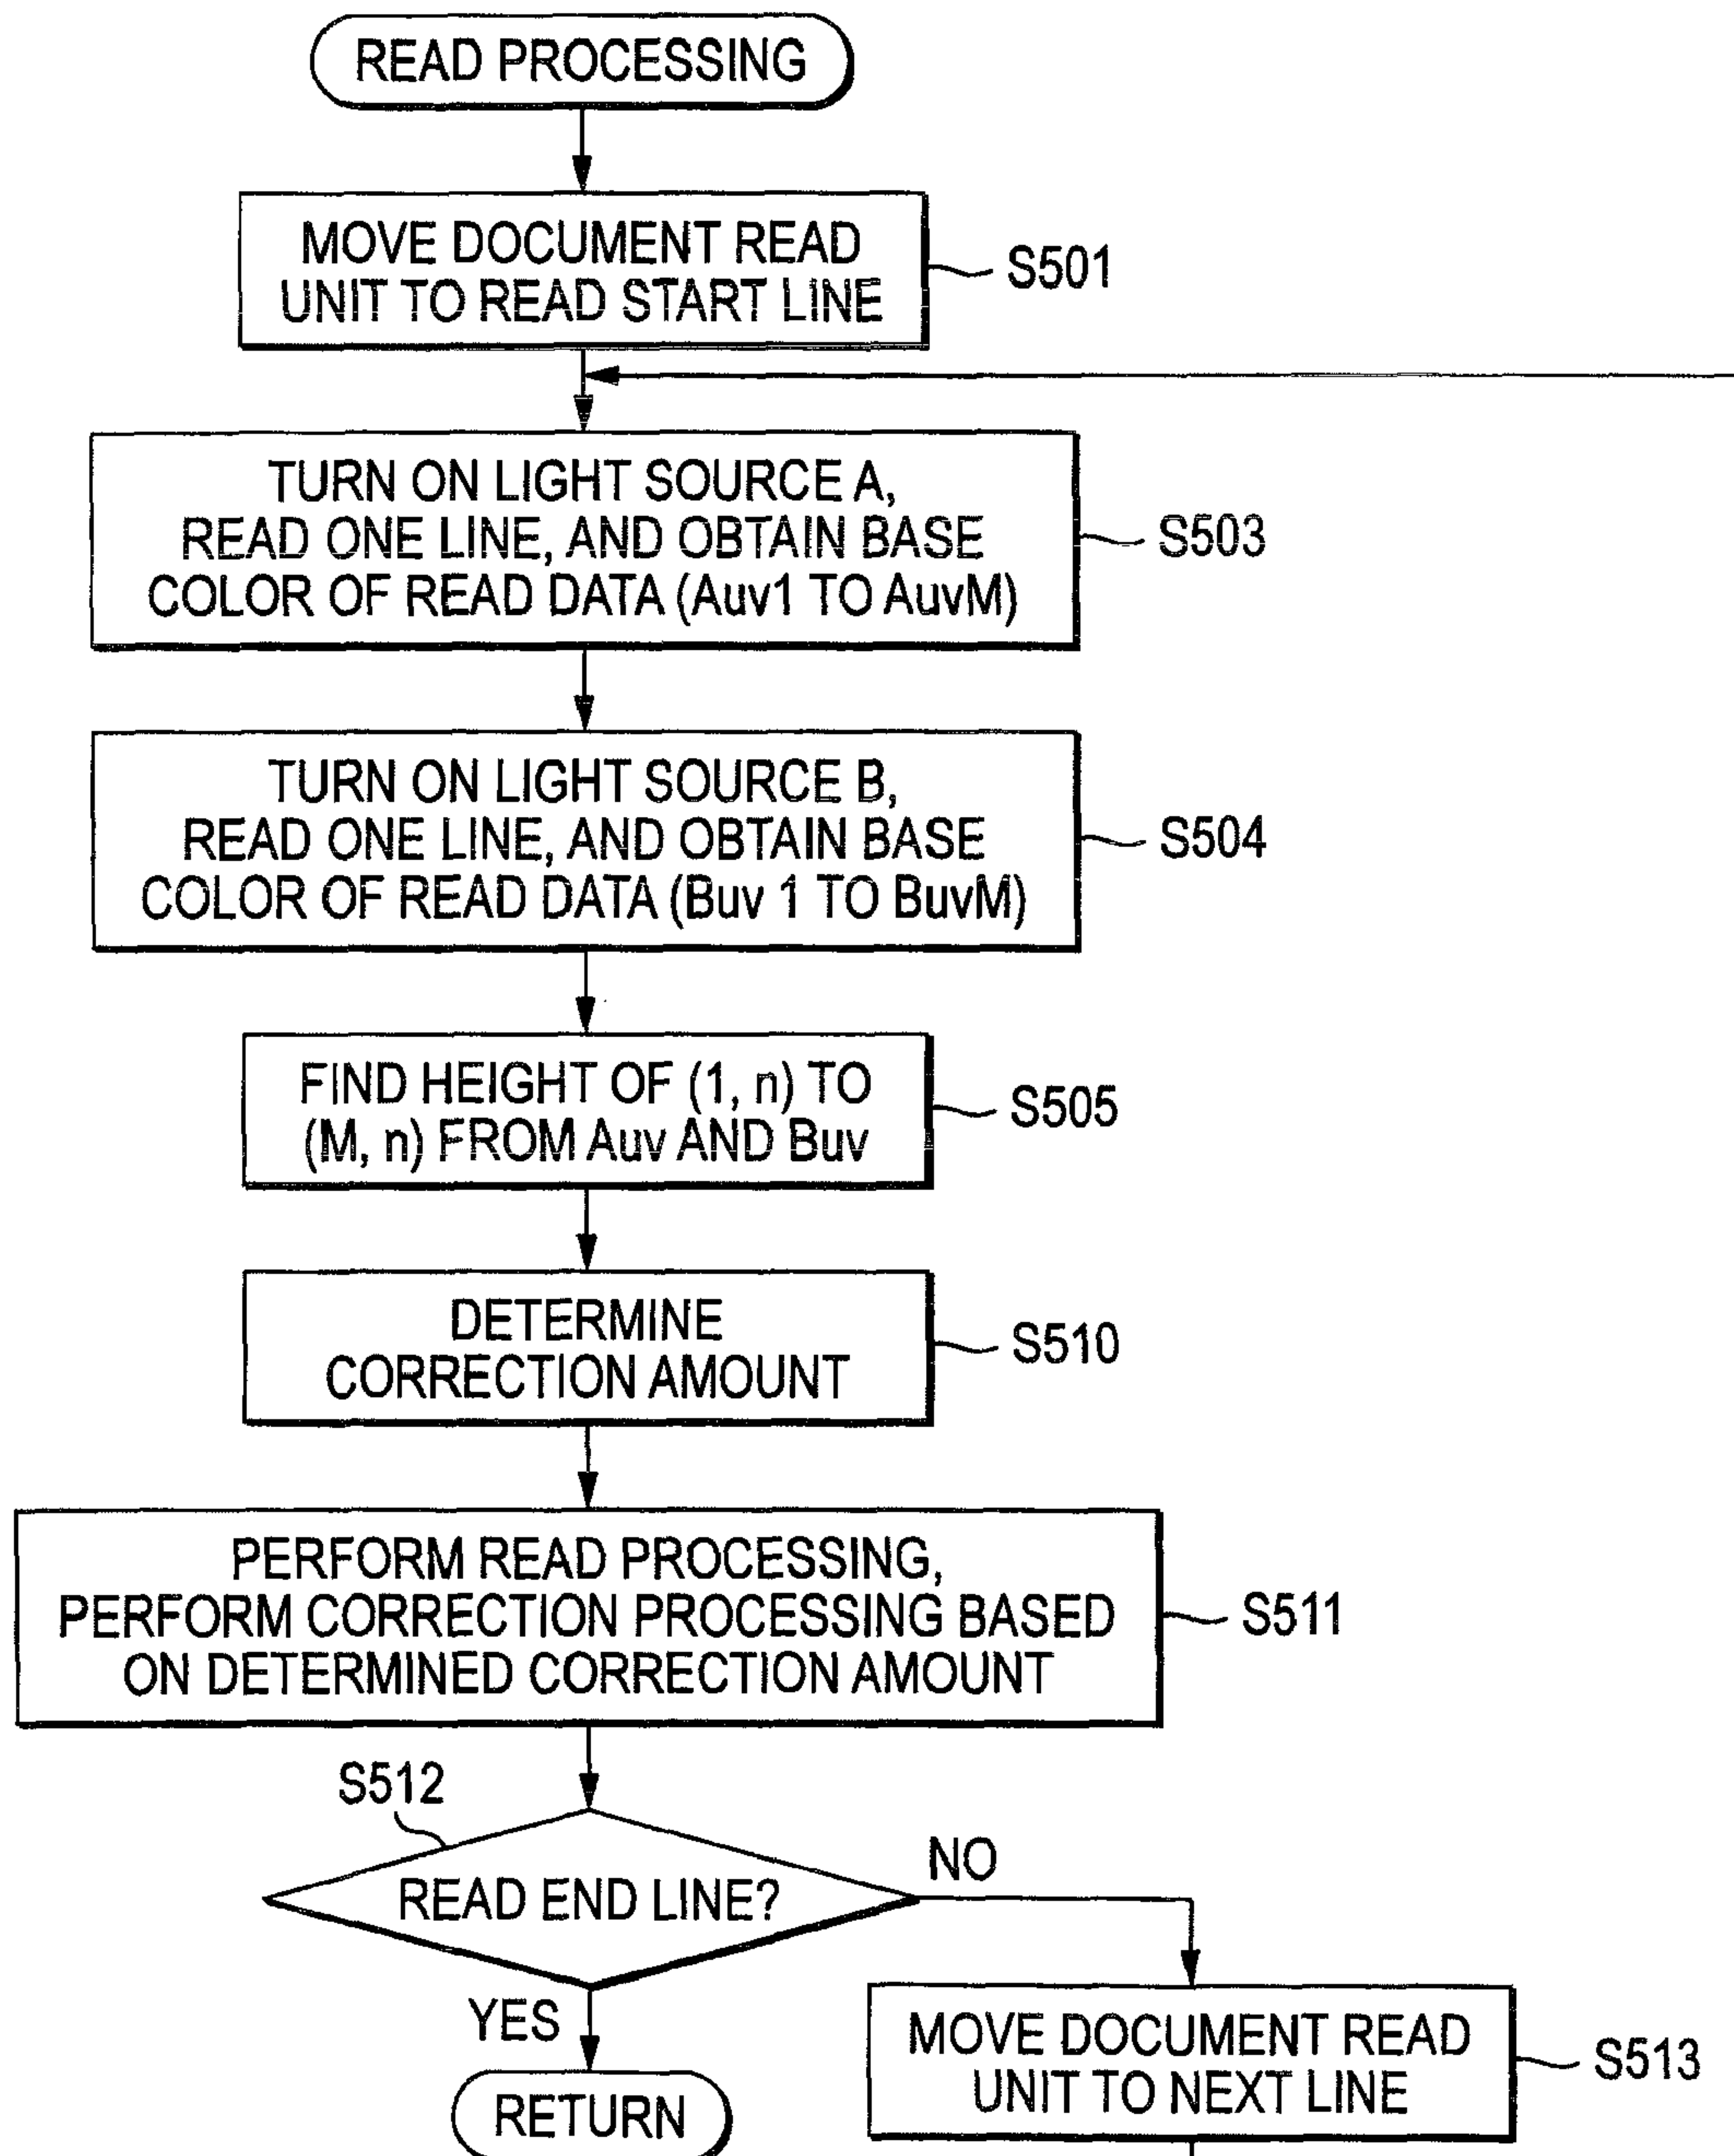 READ PROCESSING
MOVE DOCUMENT READ
UNIT TO READ START LINE
S501
TURN ON LIGHT SOURCE A,
READ ONE LINE, AND OBTAIN BASE
COLOR OF READ DATA (Auv1 TO AuvM)
S503
TURN ON LIGHT SOURCE B,
READ ONE LINE, AND OBTAIN BASE
COLOR OF READ DATA (Buv 1 TO BuvM)
S504
FIND HEIGHT OF (1, n) TO
(M, n) FROM Auv AND Buv
S505
DETERMINE
CORRECTION AMOUNT
S510
PERFORM READ PROCESSING,
PERFORM CORRECTION PROCESSING BASED
ON DETERMINED CORRECTION AMOUNT
S511
S512
READ END LINE?
NO
YES
MOVE DOCUMENT READ
UNIT TO NEXT LINE
S513
RETURN